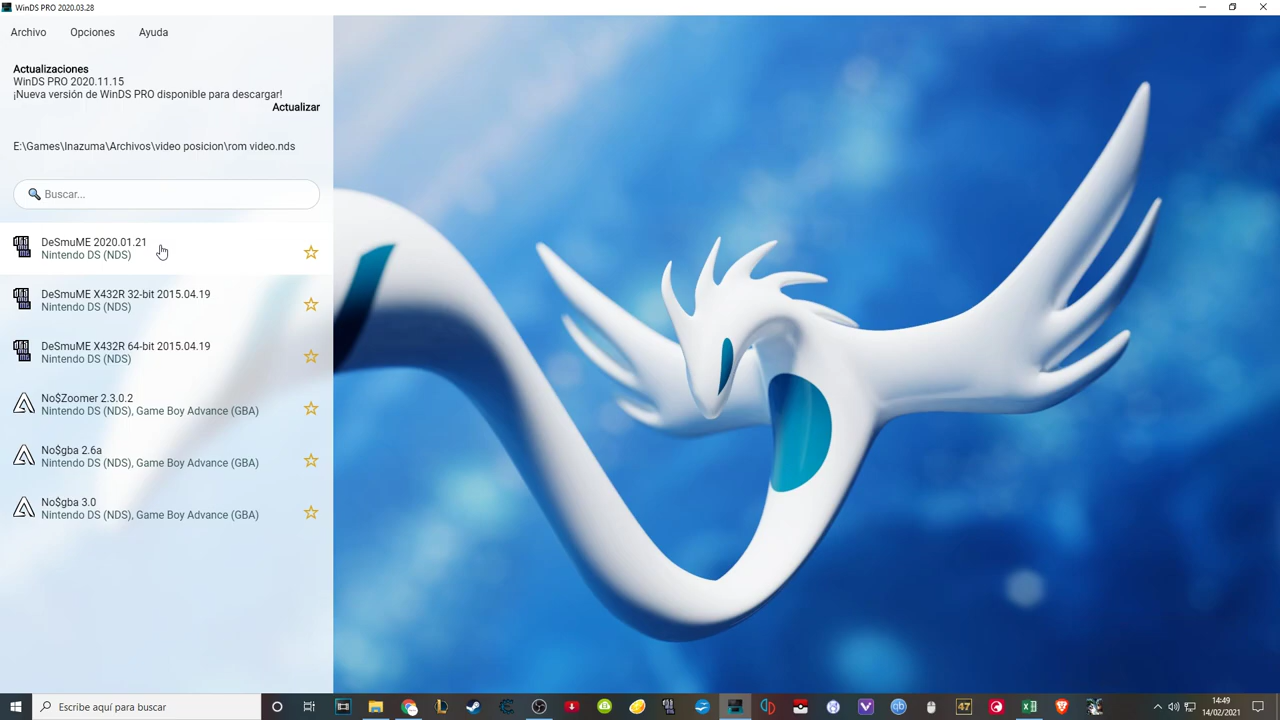 WinDS PRO 2020.03.28
Archivo Opciones Ayuda
Actualizaciones
WinDS PRO 2020.11.15
¡Nueva versión de WinDS PRO disponible para descargar!
Actualizar
E:\Games\Inazuma\Archivos\video posicion\rom video.nds
Buscar...
DeSmuME 2020.01.21
Nintendo DS (NDS)
DeSmuME X432R 32-bit 2015.04.19
Nintendo DS (NDS)
DeSmuME X432R 64-bit 2015.04.19
Nintendo DS (NDS)
No$Zoomer 2.3.0.2
Nintendo DS (NDS), Game Boy Advance (GBA)
No$gba 2.6a
Nintendo DS (NDS), Game Boy Advance (GBA)
No$gba 3.0
Nintendo DS (NDS), Game Boy Advance (GBA)
Escribe aquí para buscar
47
14:49
14/02/2021